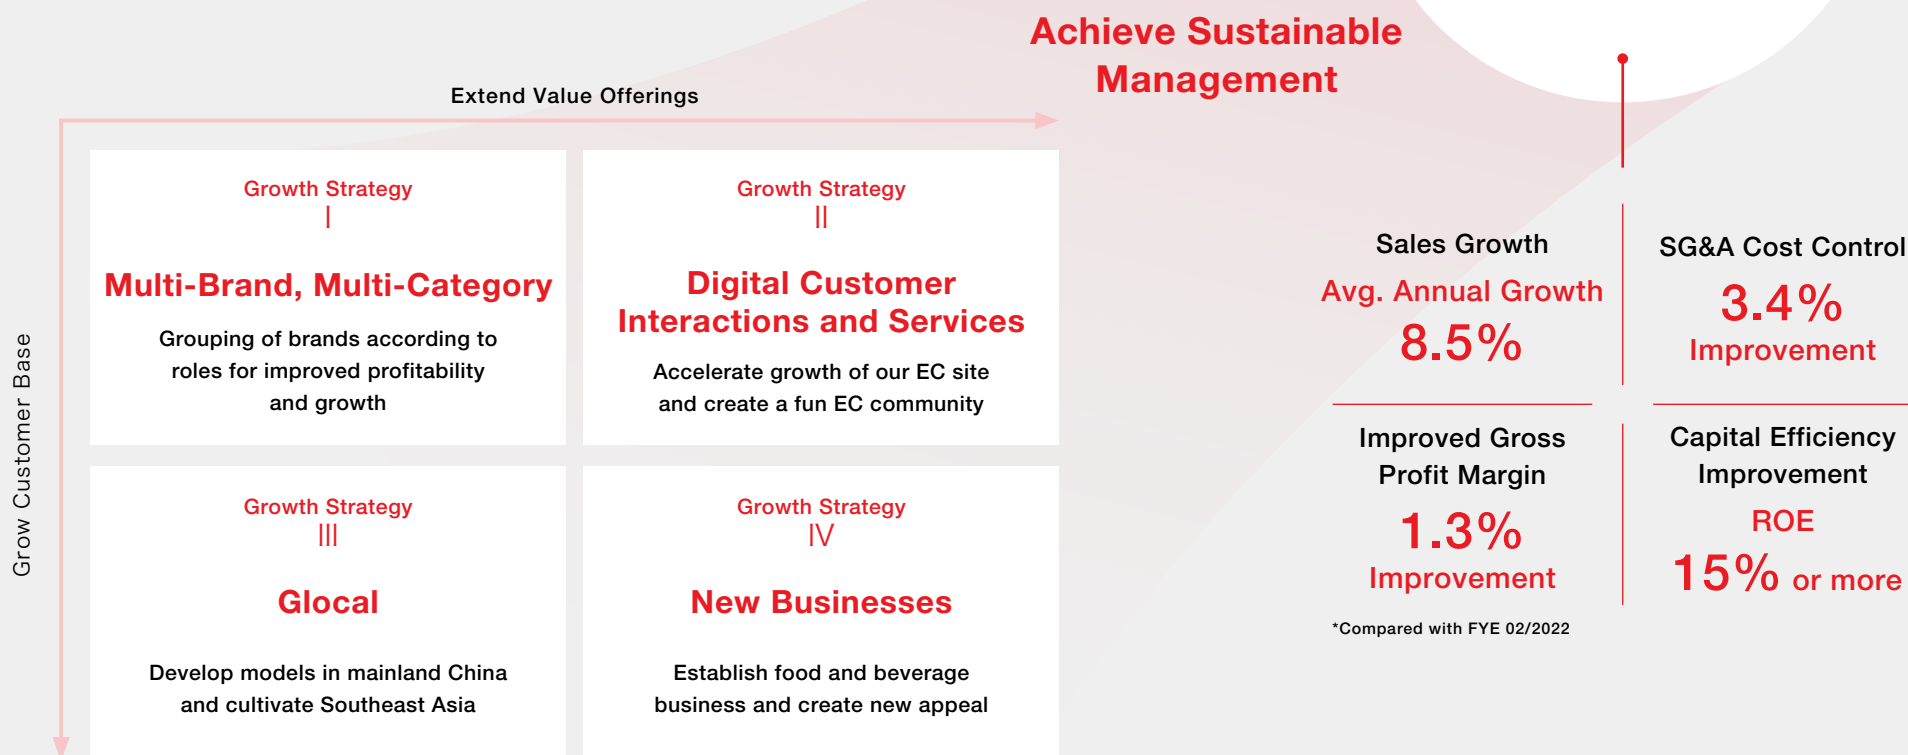 Achieve Sustainable
Management
Extend Value Offerings
Grow Customer Base
Growth Strategy
I
Multi-Brand, Multi-Category
Grouping of brands according to
roles for improved profitability
and growth
Growth Strategy
II
Digital Customer
Interactions and Services
Accelerate growth of our EC site
and create a fun EC community
Growth Strategy
III
Glocal
Develop models in mainland China
and cultivate Southeast Asia
Growth Strategy
IV
New Businesses
Establish food and beverage
business and create new appeal
Sales Growth
Avg. Annual Growth
8.5%
SG&A Cost Control
3.4%
Improvement
Improved Gross
Profit Margin
1.3%
Improvement
Capital Efficiency
Improvement
ROE
15% or more
*Compared with FYE 02/2022